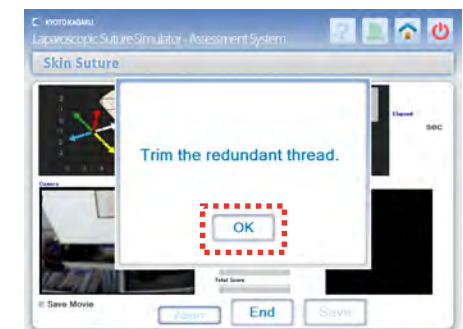 KYOTO KAGAKU
Laparoscopic Suture Simulator - Assessment System
Skin Suture
Elapsed
sec
Trim the redundant thread.
OK
Camera
Total Score
Save Movie
End
Save